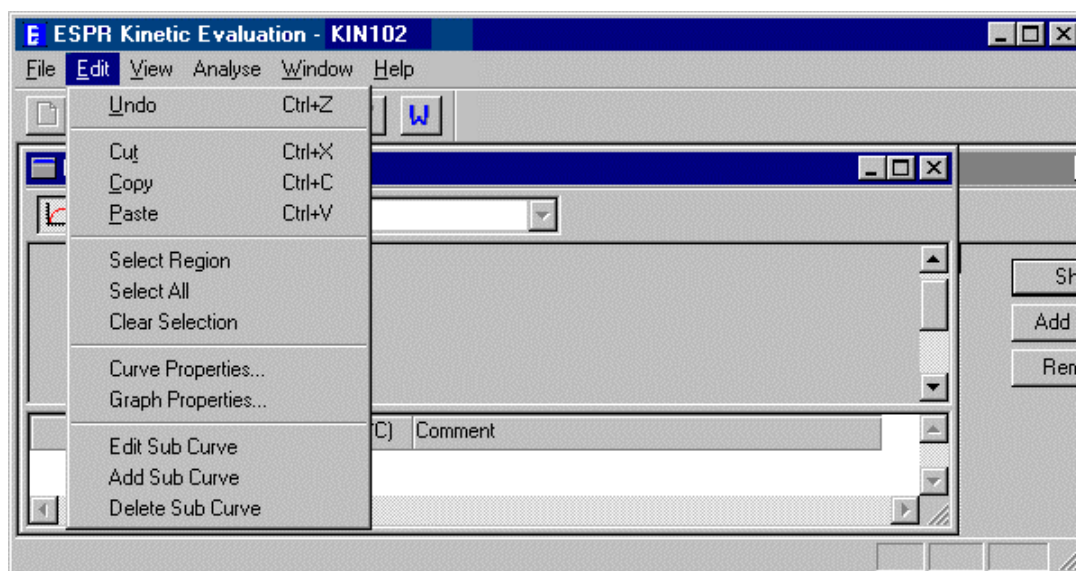 ESPR Kinetic Evaluation - KIN102
File Edit View Analyse Window Help
Undo Ctrl+Z
W
Cut Ctrl+X
Copy Ctrl+C
Paste Ctrl+V
Select Region
Select All
Clear Selection
Curve Properties...
Graph Properties...
Edit Sub Curve
Add Sub Curve
Delete Sub Curve
C) Comment
Sh
Add
Ren